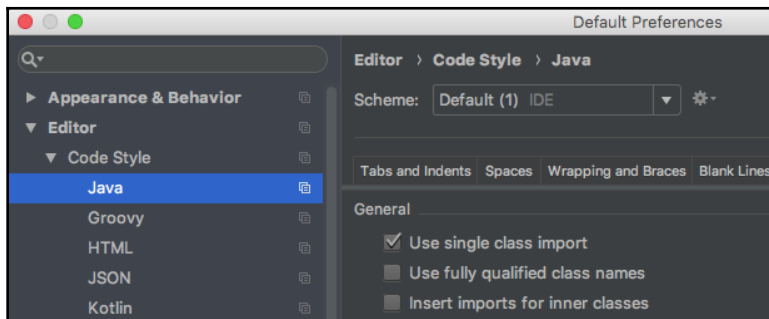 Default Preferences
Appearance & Behavior
Editor
Code Style
Java
Groovy
HTML
JSON
Kotlin
Editor › Code Style › Java
Scheme: Default (1) IDE
Tabs and Indents Spaces Wrapping and Braces Blank Lines
General
Use single class import
Use fully qualified class names
Insert imports for inner classes